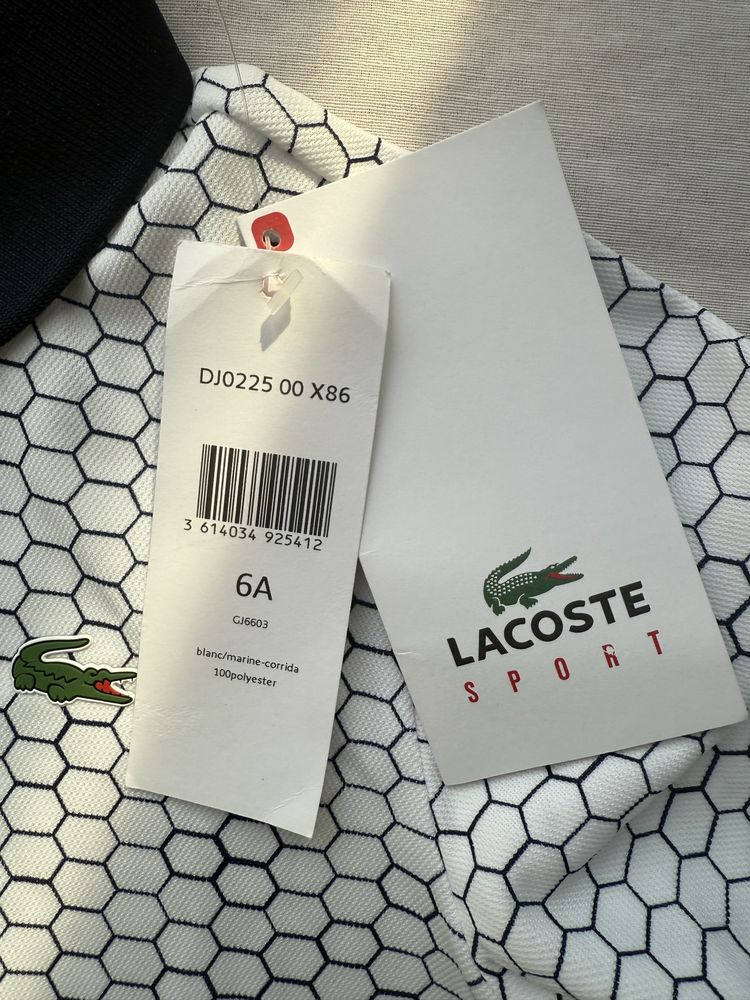 DJ0225 00 X86
3 614034 925412
6A
GJ6603
blanc/marine-corrida
100polyester
LACOSTE
SPORT